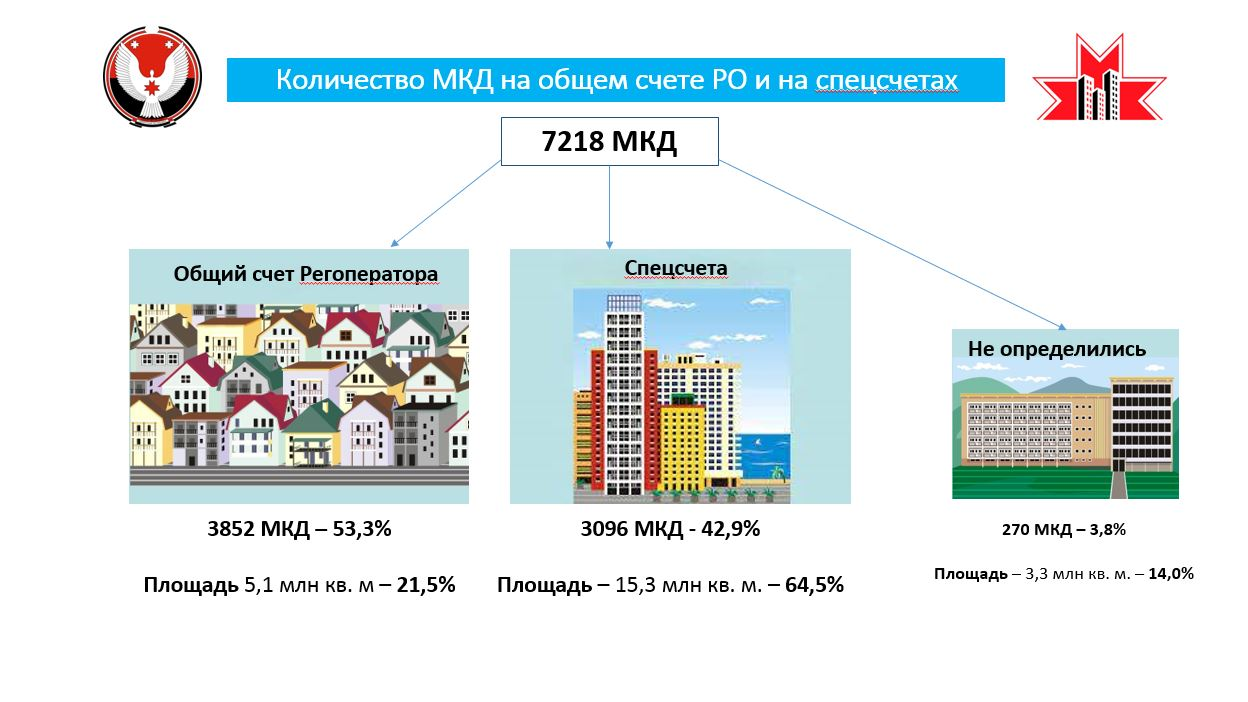 Количество МКД на общем счете РО и на спецсчетах
7218 МКД
Общий счет Регоператора
Спецсчета
Не определились
3852 МКД – 53,3%
3096 МКД - 42,9%
270 МКД – 3,8%
Площадь 5,1 млн кв. м – 21,5%
Площадь – 15,3 млн кв. м. – 64,5%
Площадь – 3,3 млн кв. м. – 14,0%